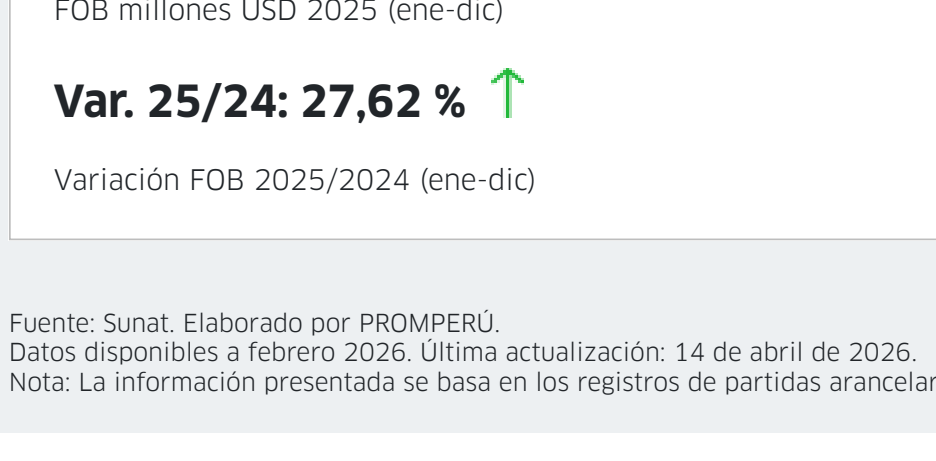 FOB millones USD 2025 (ene-dic)
Var. 25/24: 27,62 %
Variación FOB 2025/2024 (ene-dic)
Fuente: Sunat. Elaborado por PROMPERÚ.
Datos disponibles a febrero 2026. Última actualización: 14 de abril de 2026.
Nota: La información presentada se basa en los registros de partidas